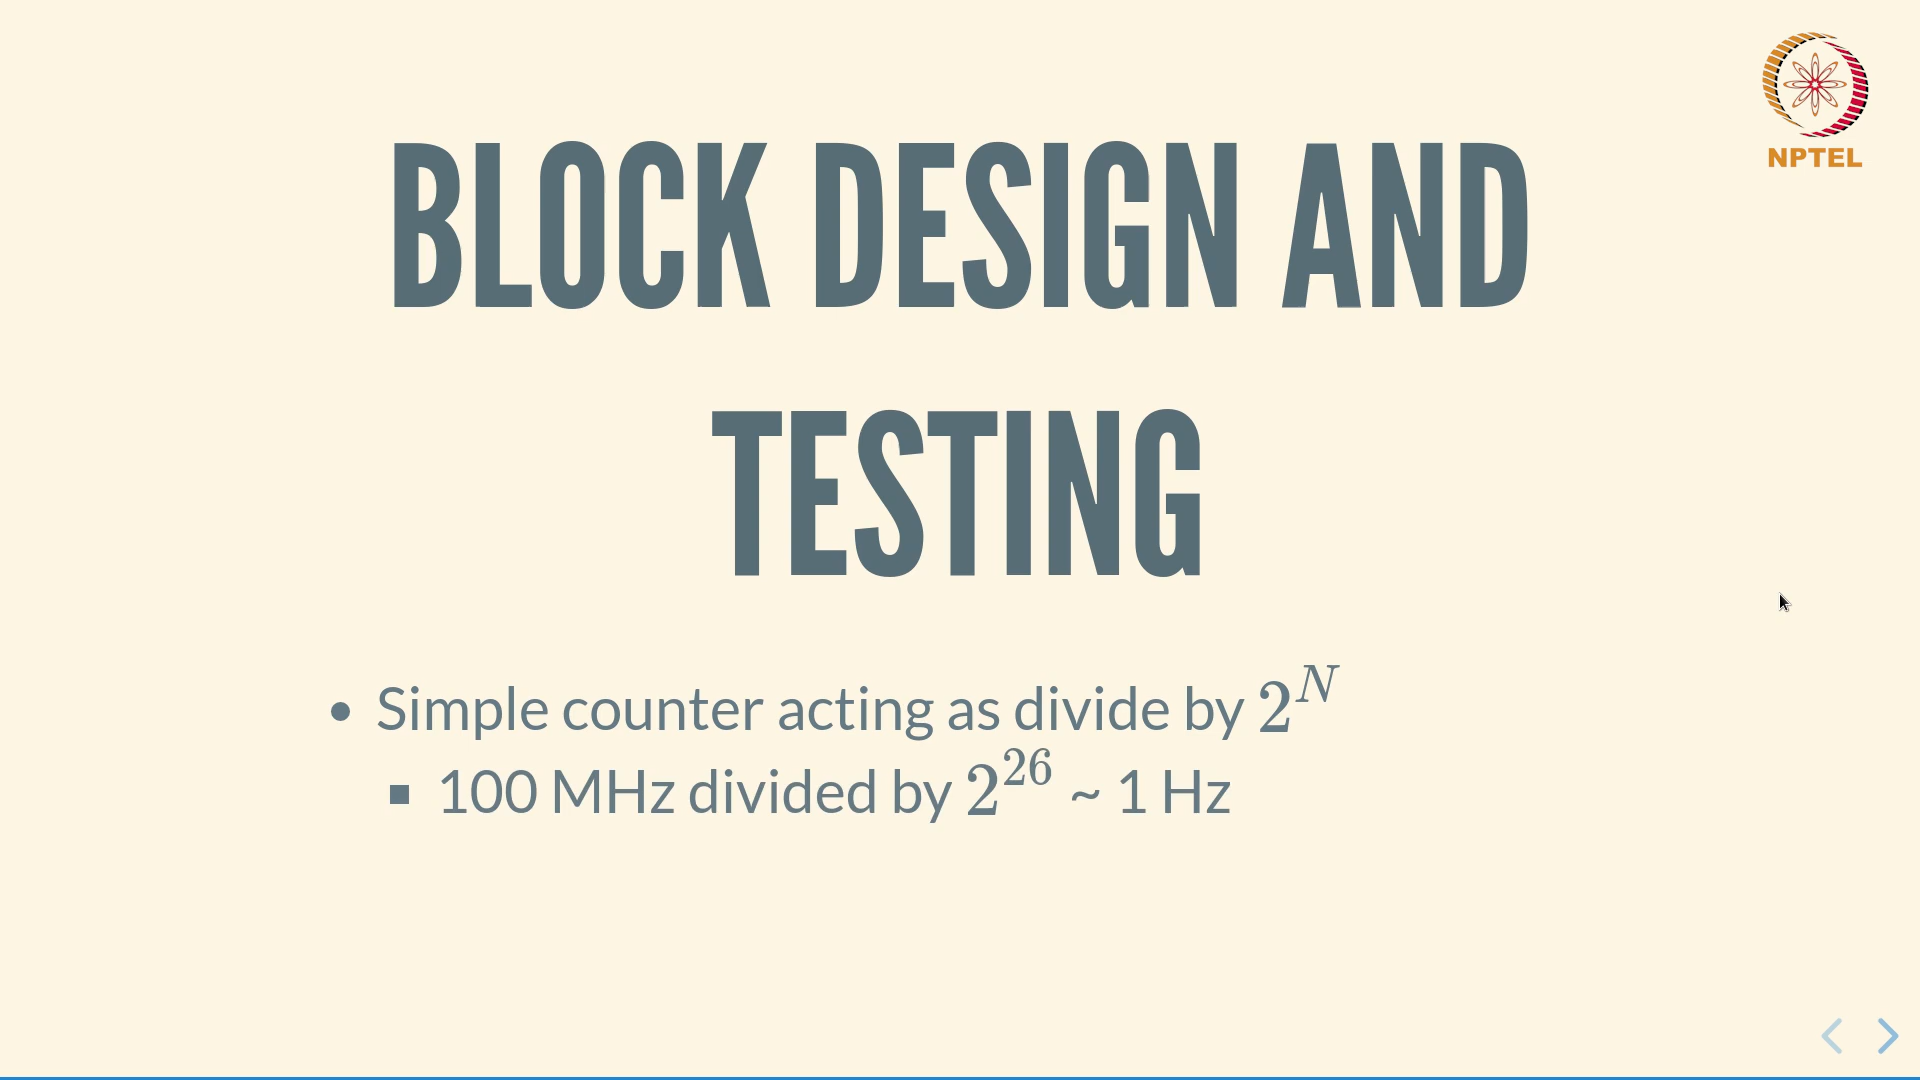 NPTEL
BLOCK DESIGN AND
TESTING
• Simple counter acting as divide by $2^N$
▪ 100 MHz divided by $2^{26}$ ~ 1 Hz